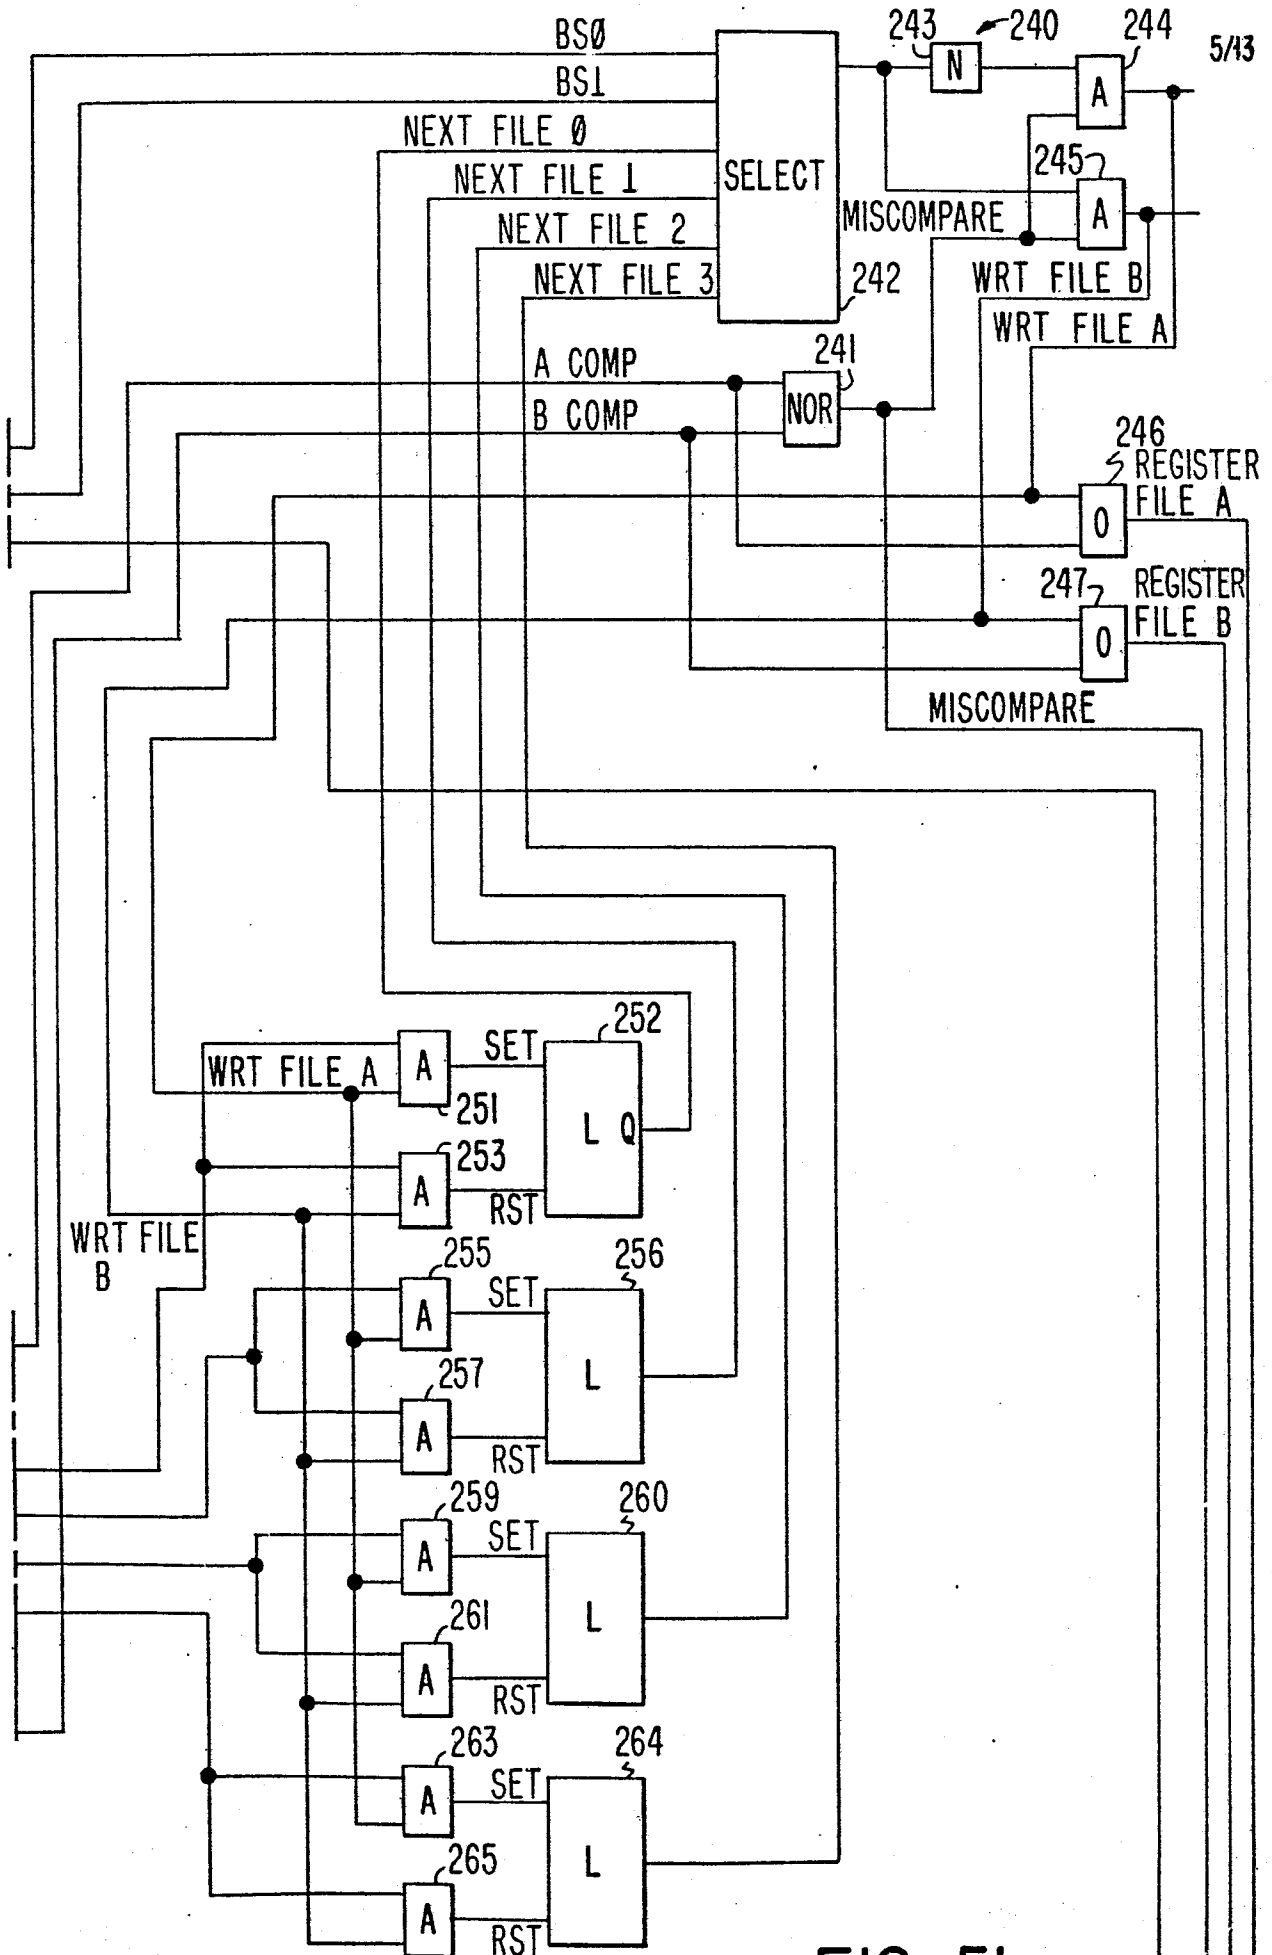 243 240 244
5/13
BSØ
N
BS1
A
NEXT FILE Ø
245
NEXT FILE 1
SELECT
A
MISCOMPARE
NEXT FILE 2
NEXT FILE 3
242
WRT FILE B
WRT FILE A
241
A COMP
NOR
B COMP
246
REGISTER
FILE A
O
247
REGISTER
FILE B
O
MISCOMPARE
252
SET
A
WRT FILE A
251
L Q
253
A
RST
WRT FILE
B
255
256
SET
A
257
L
A
RST
259
260
SET
A
261
L
A
RST
263
264
SET
A
265
L
A
RST